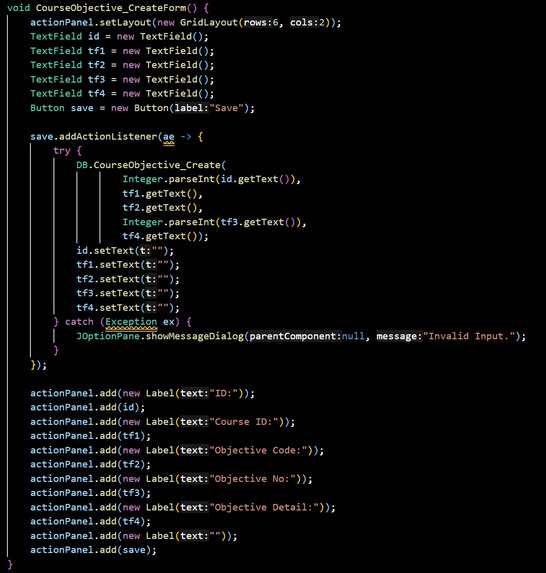 void CourseObjective_CreateForm() {
actionPanel.setLayout(new GridLayout(rows:6, cols:2));
TextField id = new TextField();
TextField tf1 = new TextField();
TextField tf2 = new TextField();
TextField tf3 = new TextField();
TextField tf4 = new TextField();
Button save = new Button(label:"Save");
save.addActionListener(ae -> {
try {
DB.CourseObjective_Create(
Integer.parseInt(id.getText()),
tf1.getText(),
tf2.getText(),
Integer.parseInt(tf3.getText()),
tf4.getText());
id.setText(t:"");
tf1.setText(t:"");
tf2.setText(t:"");
tf3.setText(t:"");
tf4.setText(t:"");
} catch (Exception ex) {
JOptionPane.showMessageDialog(parentComponent:null, message:"Invalid Input.");
}
});
actionPanel.add(new Label(text:"ID:"));
actionPanel.add(id);
actionPanel.add(new Label(text:"Course ID:"));
actionPanel.add(tf1);
actionPanel.add(new Label(text:"Objective Code:"));
actionPanel.add(tf2);
actionPanel.add(new Label(text:"Objective No:"));
actionPanel.add(tf3);
actionPanel.add(new Label(text:"Objective Detail:"));
actionPanel.add(tf4);
actionPanel.add(new Label(text:""));
actionPanel.add(save);
}